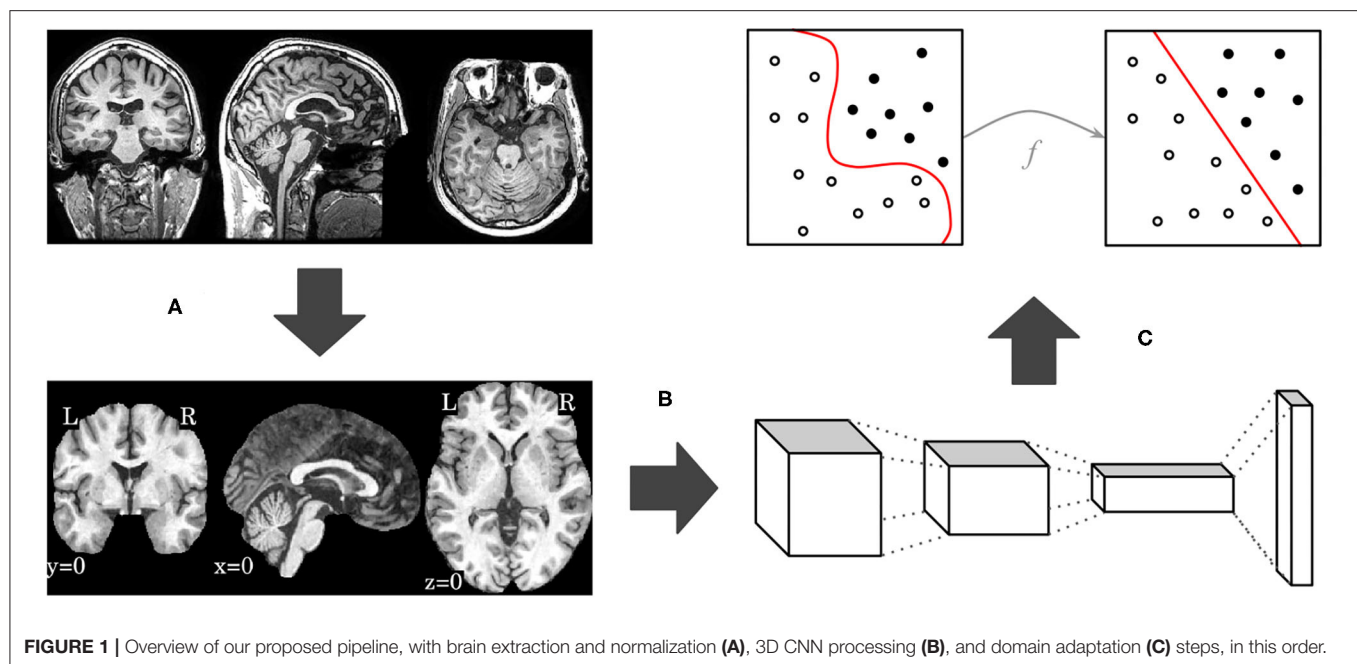 A
f
L R
L R
y=0
x=0
z=0
B
C
FIGURE 1 | Overview of our proposed pipeline, with brain extraction and normalization (A), 3D CNN processing (B), and domain adaptation (C) steps, in this order.